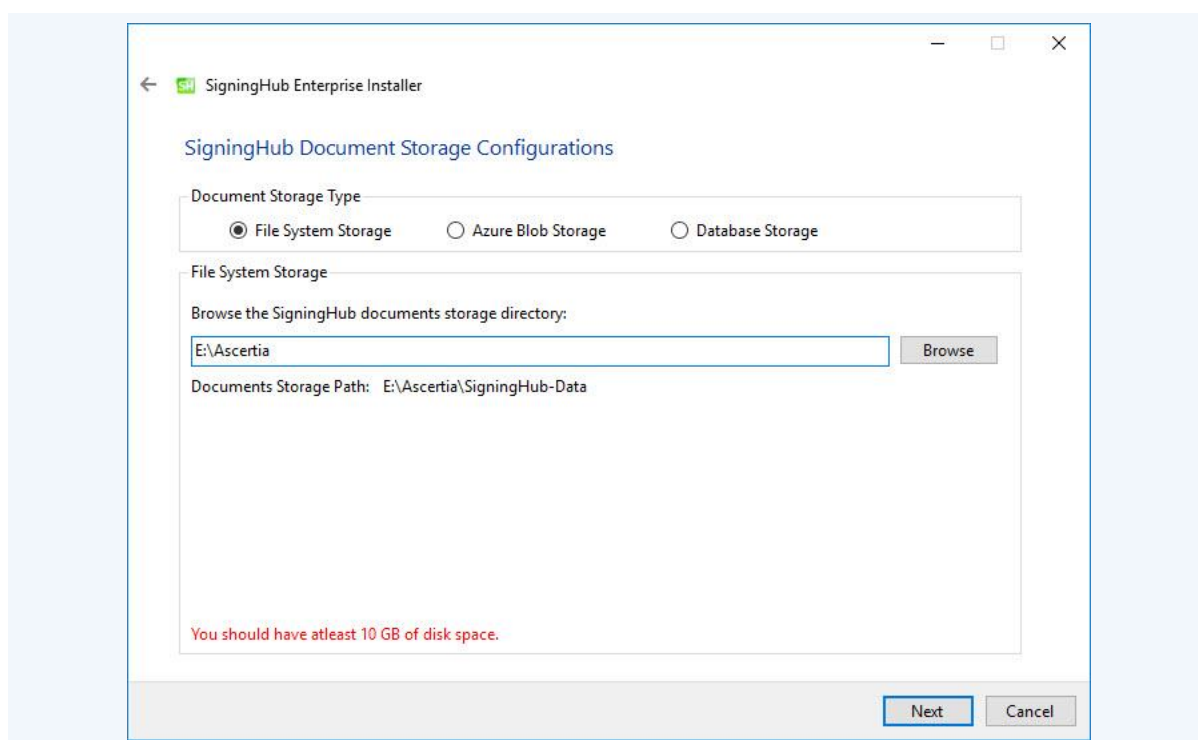 SH SigningHub Enterprise Installer
SigningHub Document Storage Configurations
Document Storage Type
File System Storage Azure Blob Storage Database Storage
File System Storage
Browse the SigningHub documents storage directory:
E:\Ascertia Browse
Documents Storage Path: E:\Ascertia\SigningHub-Data
You should have atleast 10 GB of disk space.
Next Cancel